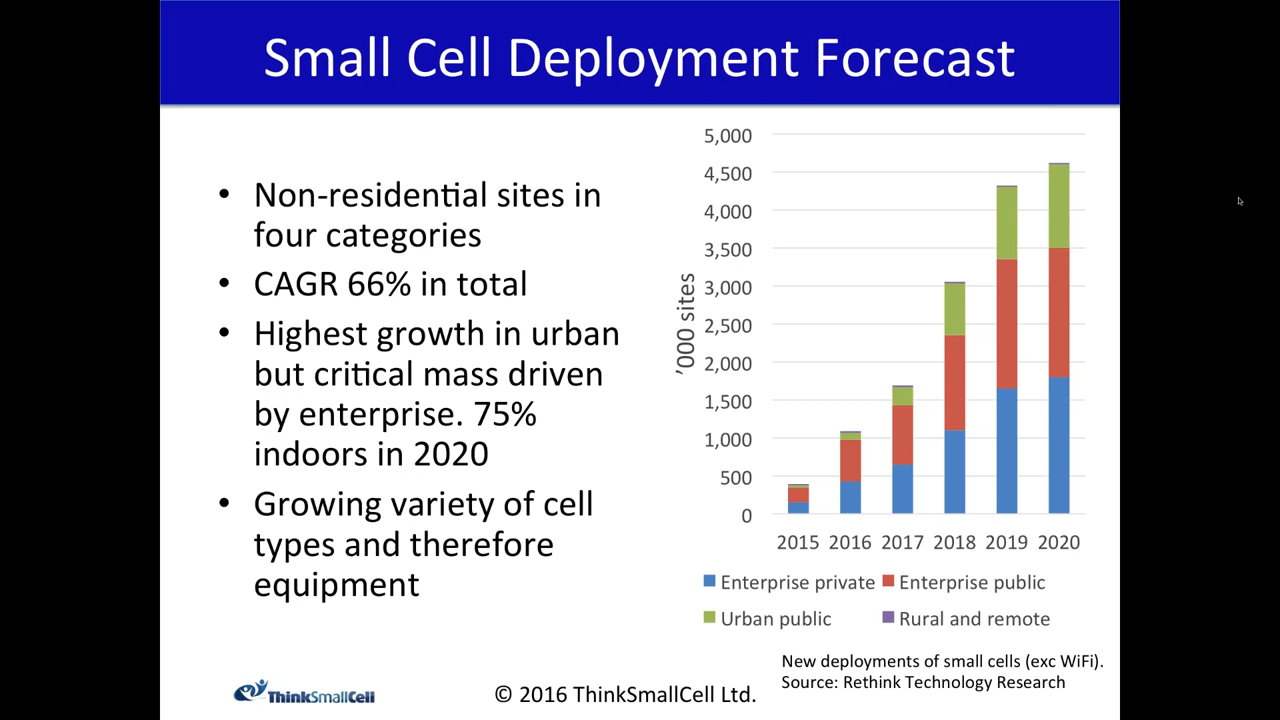 Small Cell Deployment Forecast
• Non-residential sites in
four categories
• CAGR 66% in total
• Highest growth in urban
but critical mass driven
by enterprise. 75%
indoors in 2020
• Growing variety of cell
types and therefore
equipment
’000 sites
5,000
4,500
4,000
3,500
3,000
2,500
2,000
1,500
1,000
500
0
2015 2016 2017 2018 2019 2020
Enterprise private Enterprise public
Urban public Rural and remote
New deployments of small cells (exc WiFi).
Source: Rethink Technology Research
ThinkSmallCell
© 2016 ThinkSmallCell Ltd.